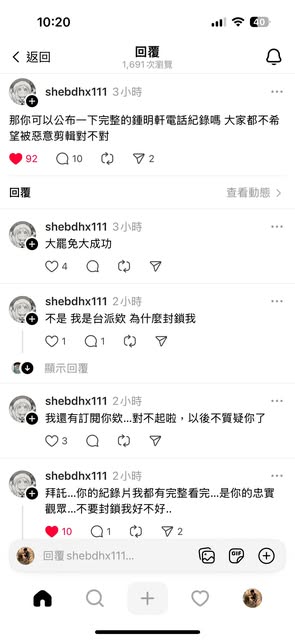 10:20
40
返回
回覆
1,691 次瀏覽
shebdhx111 3小時
那你可以公布一下完整的鍾明軒電話紀錄嗎 大家都不希
望被惡意剪輯對不對
92 10 2
回覆
查看動態
shebdhx111 3小時
大罷免大成功
4
shebdhx111 2小時
不是 我是台派欸 為什麼封鎖我
1 1
顯示回覆
shebdhx111 2小時
我還有訂閱你欸...對不起啦，以後不質疑你了
3
shebdhx111 2小時
拜託...你的紀錄片我都有完整看完...是你的忠實
觀眾...不要封鎖我好不好..
10 1 2
回覆 shebdhx111...
GIF